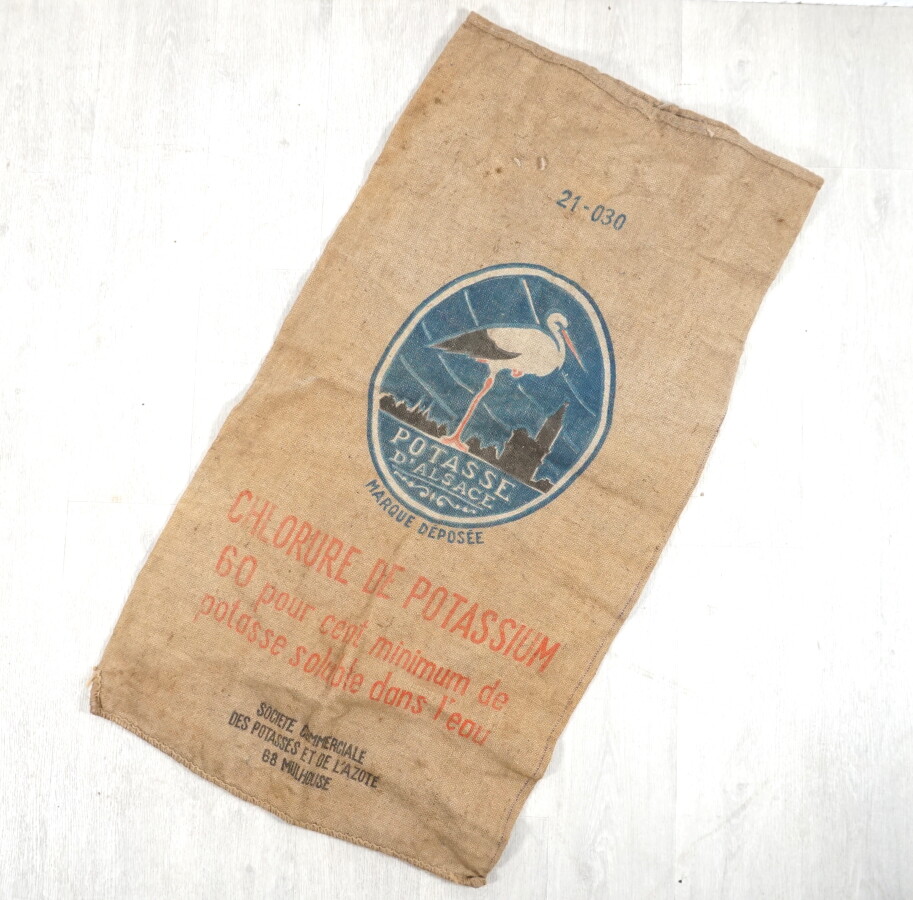 21-030
POTASSE
D'ALSACE
MARQUE DÉPOSÉE
CHLORURE DE POTASSIUM
60 pour cent minimum de
potasse soluble dans l'eau
SOCIETE COMMERCIALE
DES POTASSES ET DE L'AZOTE
68 MULHOUSE